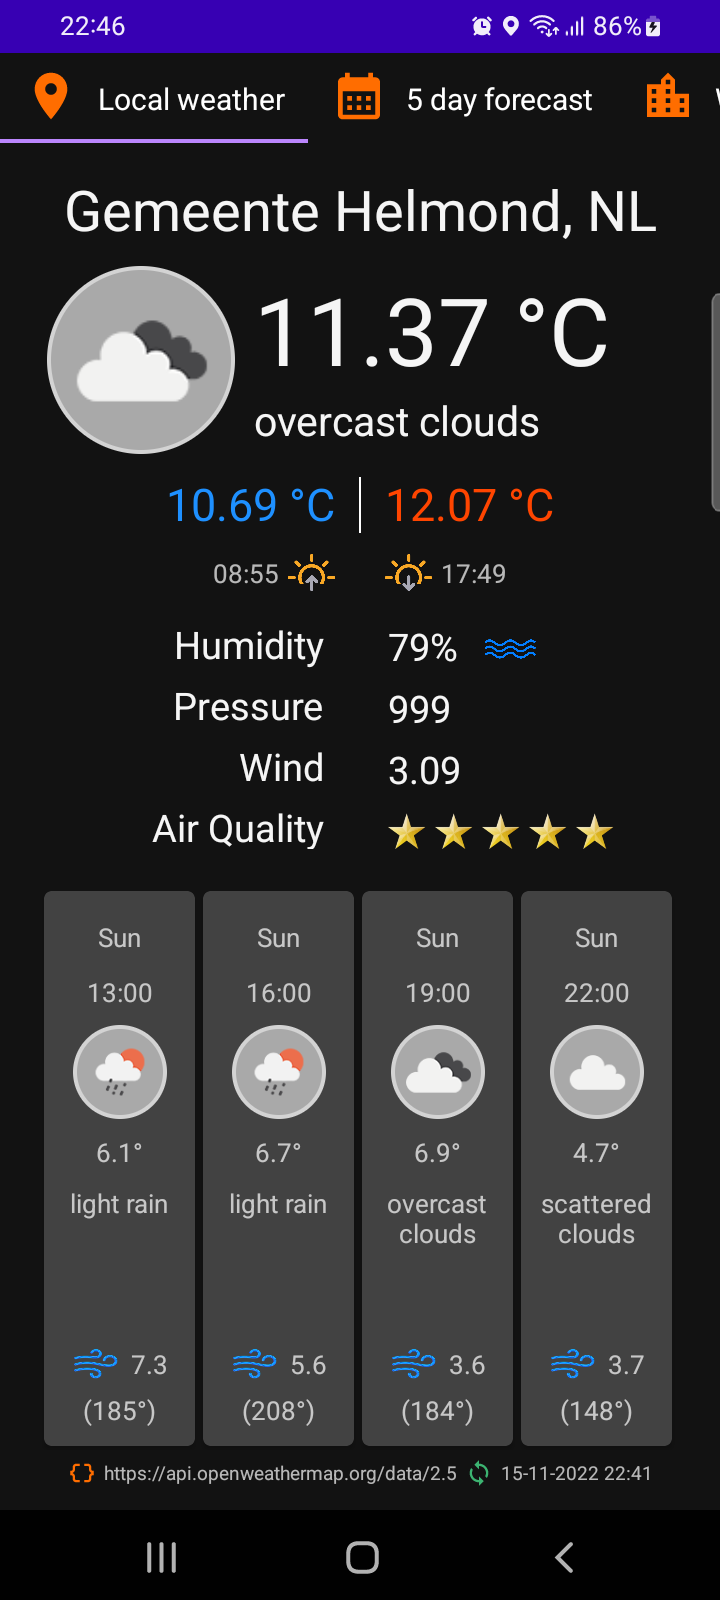 22:46 86%
Local weather 5 day forecast
Gemeente Helmond, NL
11.37 °C
overcast clouds
10.69 °C 12.07 °C
08:55 17:49
Humidity 79%
Pressure 999
Wind 3.09
Air Quality
Sun Sun Sun Sun
13:00 16:00 19:00 22:00
6.1° 6.7° 6.9° 4.7°
light rain light rain overcast scattered
clouds clouds
7.3 5.6 3.6 3.7
(185°) (208°) (184°) (148°)
{} https://api.openweathermap.org/data/2.5 15-11-2022 22:41